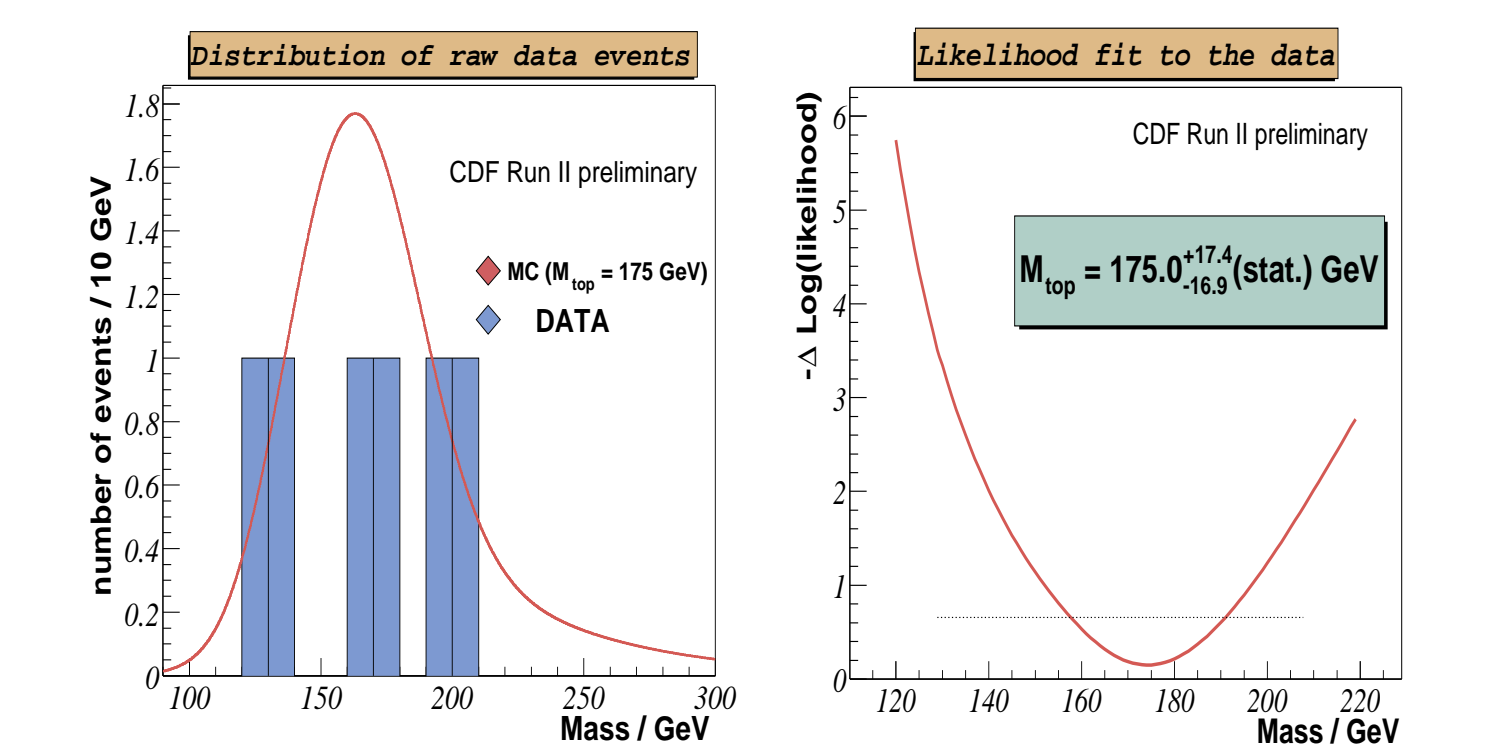 Distribution of raw data events
number of events / 10 GeV
1.8
1.6
1.4
1.2
1
0.8
0.6
0.4
0.2
0
CDF Run II preliminary
MC (M_top = 175 GeV)
DATA
100 150 200 250 300
Mass / GeV
Likelihood fit to the data
-Δ Log(likelihood)
6
5
4
3
2
1
0
CDF Run II preliminary
M_top = 175.0 +17.4 -16.9 (stat.) GeV
120 140 160 180 200 220
Mass / GeV